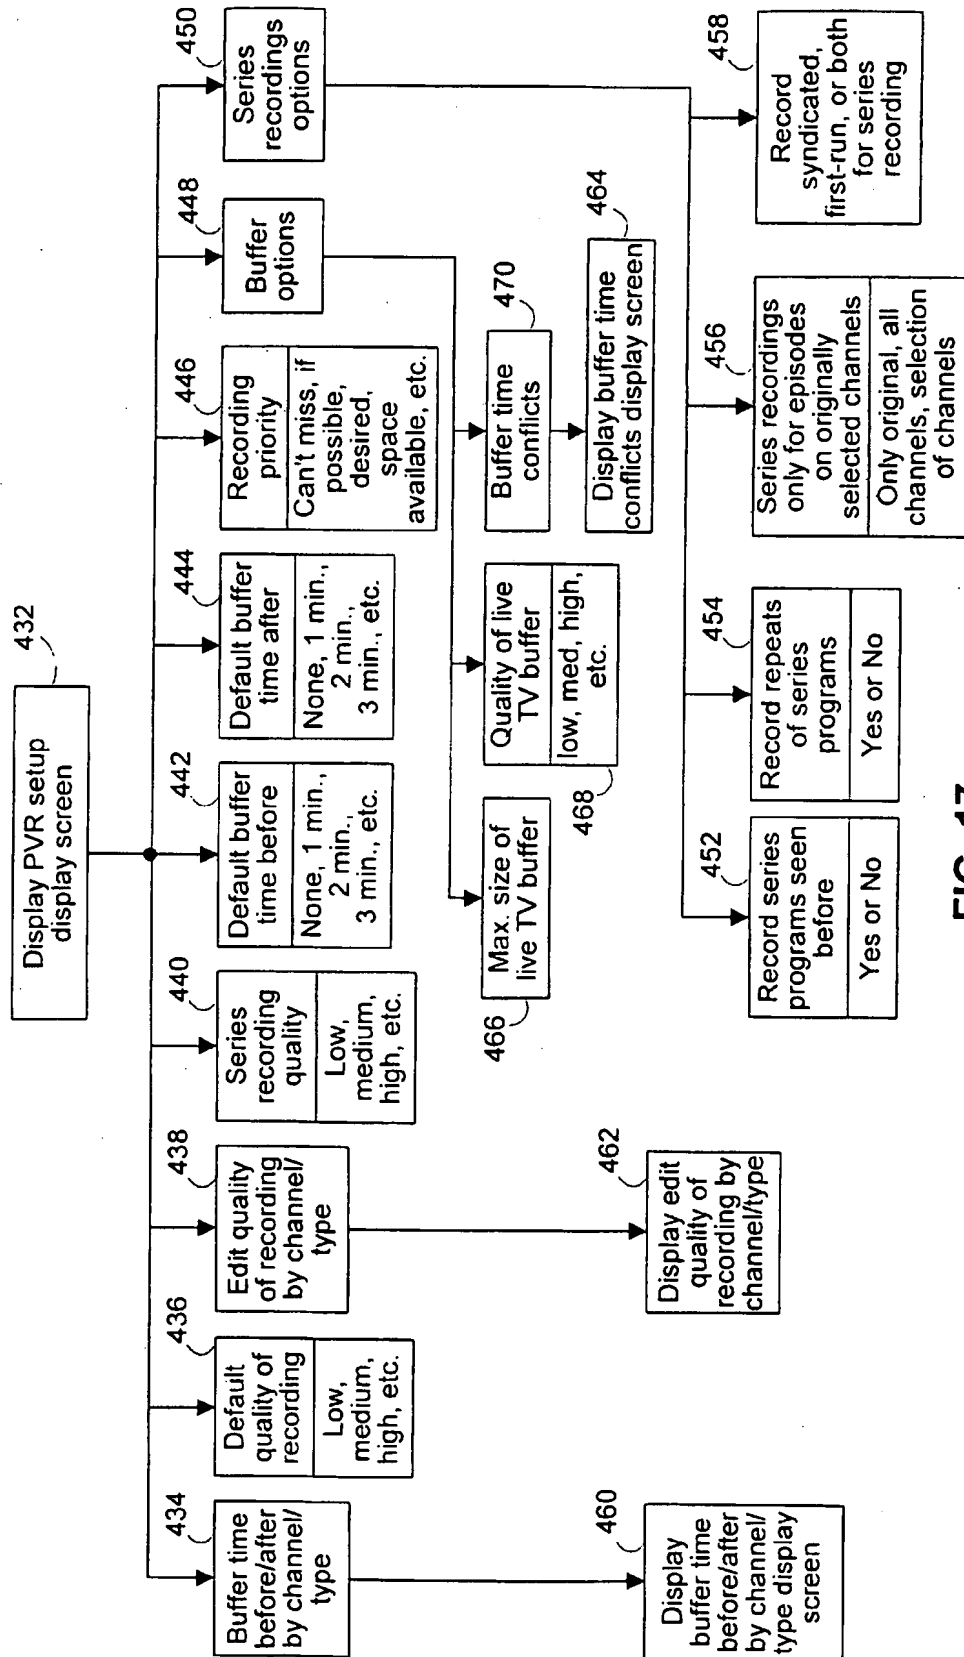 432
Display PVR setup
display screen
434
Buffer time
before/after
by channel/
type
436
Default
quality of
recording
Low,
medium,
high, etc.
438
Edit quality
of recording
by channel/
type
440
Series
recording
quality
Low,
medium,
high, etc.
442
Default buffer
time before
None, 1 min.,
2 min.,
3 min., etc.
444
Default buffer
time after
None, 1 min.,
2 min.,
3 min., etc.
446
Recording
priority
Can't miss, if
possible,
desired,
space
available, etc.
448
Buffer
options
450
Series
recordings
options
466
Max. size of
live TV buffer
468
Quality of live
TV buffer
low, med, high,
etc.
470
Buffer time
conflicts
464
Display buffer time
conflicts display screen
460
Display
buffer time
before/after
by channel/
type display
screen
462
Display edit
quality of
recording by
channel/type
452
Record series
programs seen
before
Yes or No
454
Record repeats
of series
programs
Yes or No
456
Series recordings
only for episodes
on originally
selected channels
Only original, all
channels, selection
of channels
458
Record
syndicated,
first-run, or both
for series
recording
FIG. 17